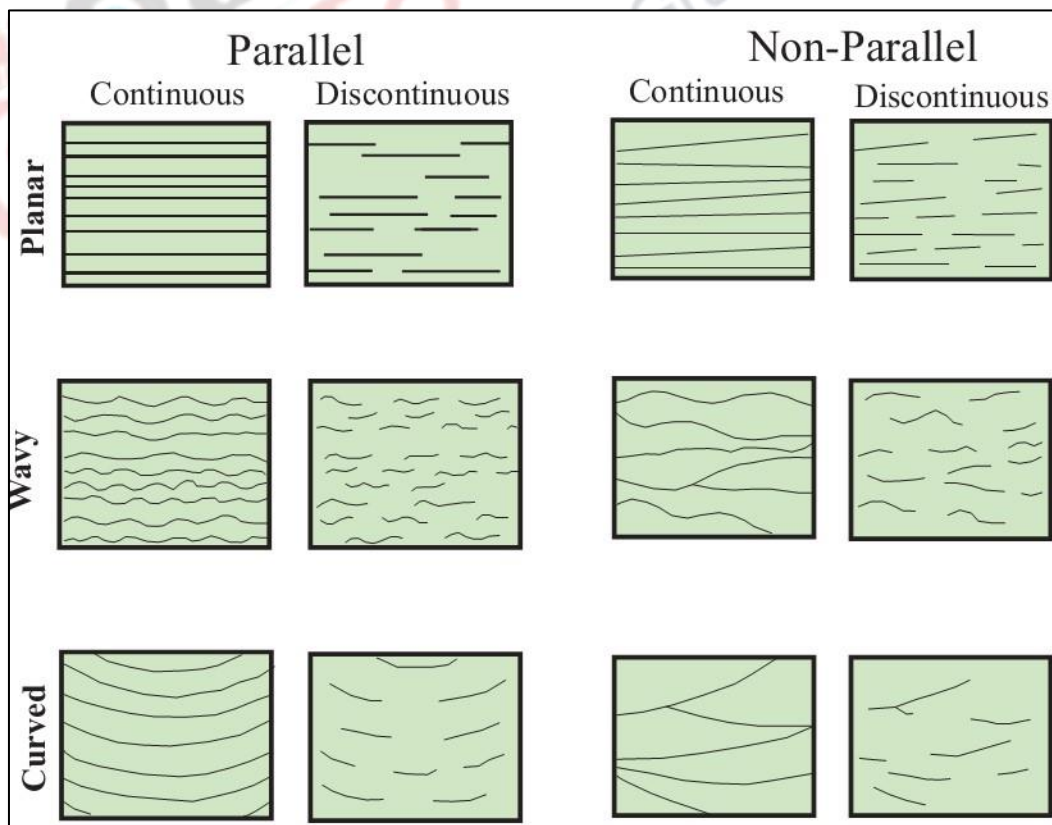 Parallel
Non-Parallel
Continuous
Discontinuous
Continuous
Discontinuous
Planar
Wavy
Curved